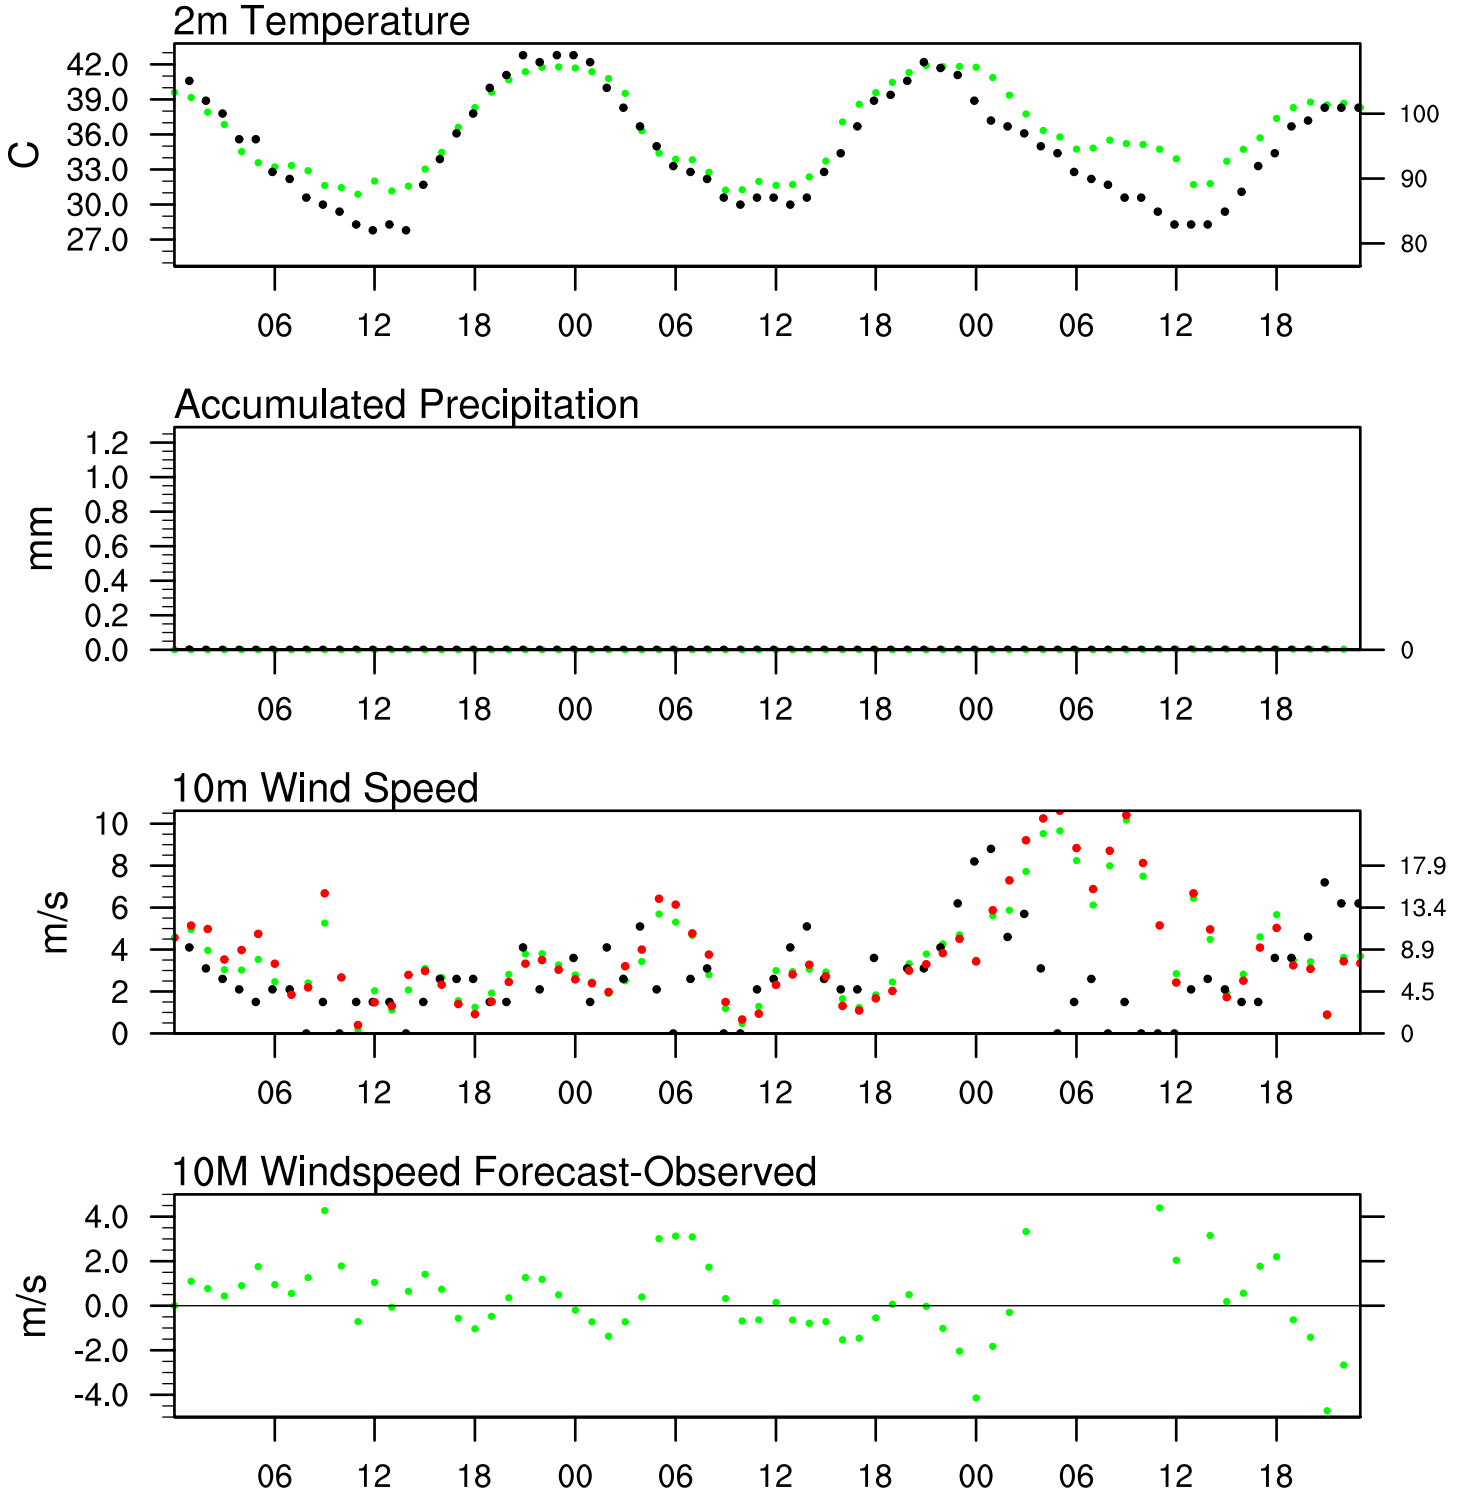 2m Temperature
42.0
39.0
36.0
33.0
30.0
27.0
C
100
90
80
06 12 18 00 06 12 18 00 06 12 18
Accumulated Precipitation
1.2
1.0
0.8
0.6
0.4
0.2
0.0
mm
0
06 12 18 00 06 12 18 00 06 12 18
10m Wind Speed
10
8
6
4
2
0
m/s
17.9
13.4
8.9
4.5
0
06 12 18 00 06 12 18 00 06 12 18
10M Windspeed Forecast-Observed
4.0
2.0
0.0
-2.0
-4.0
m/s
06 12 18 00 06 12 18 00 06 12 18